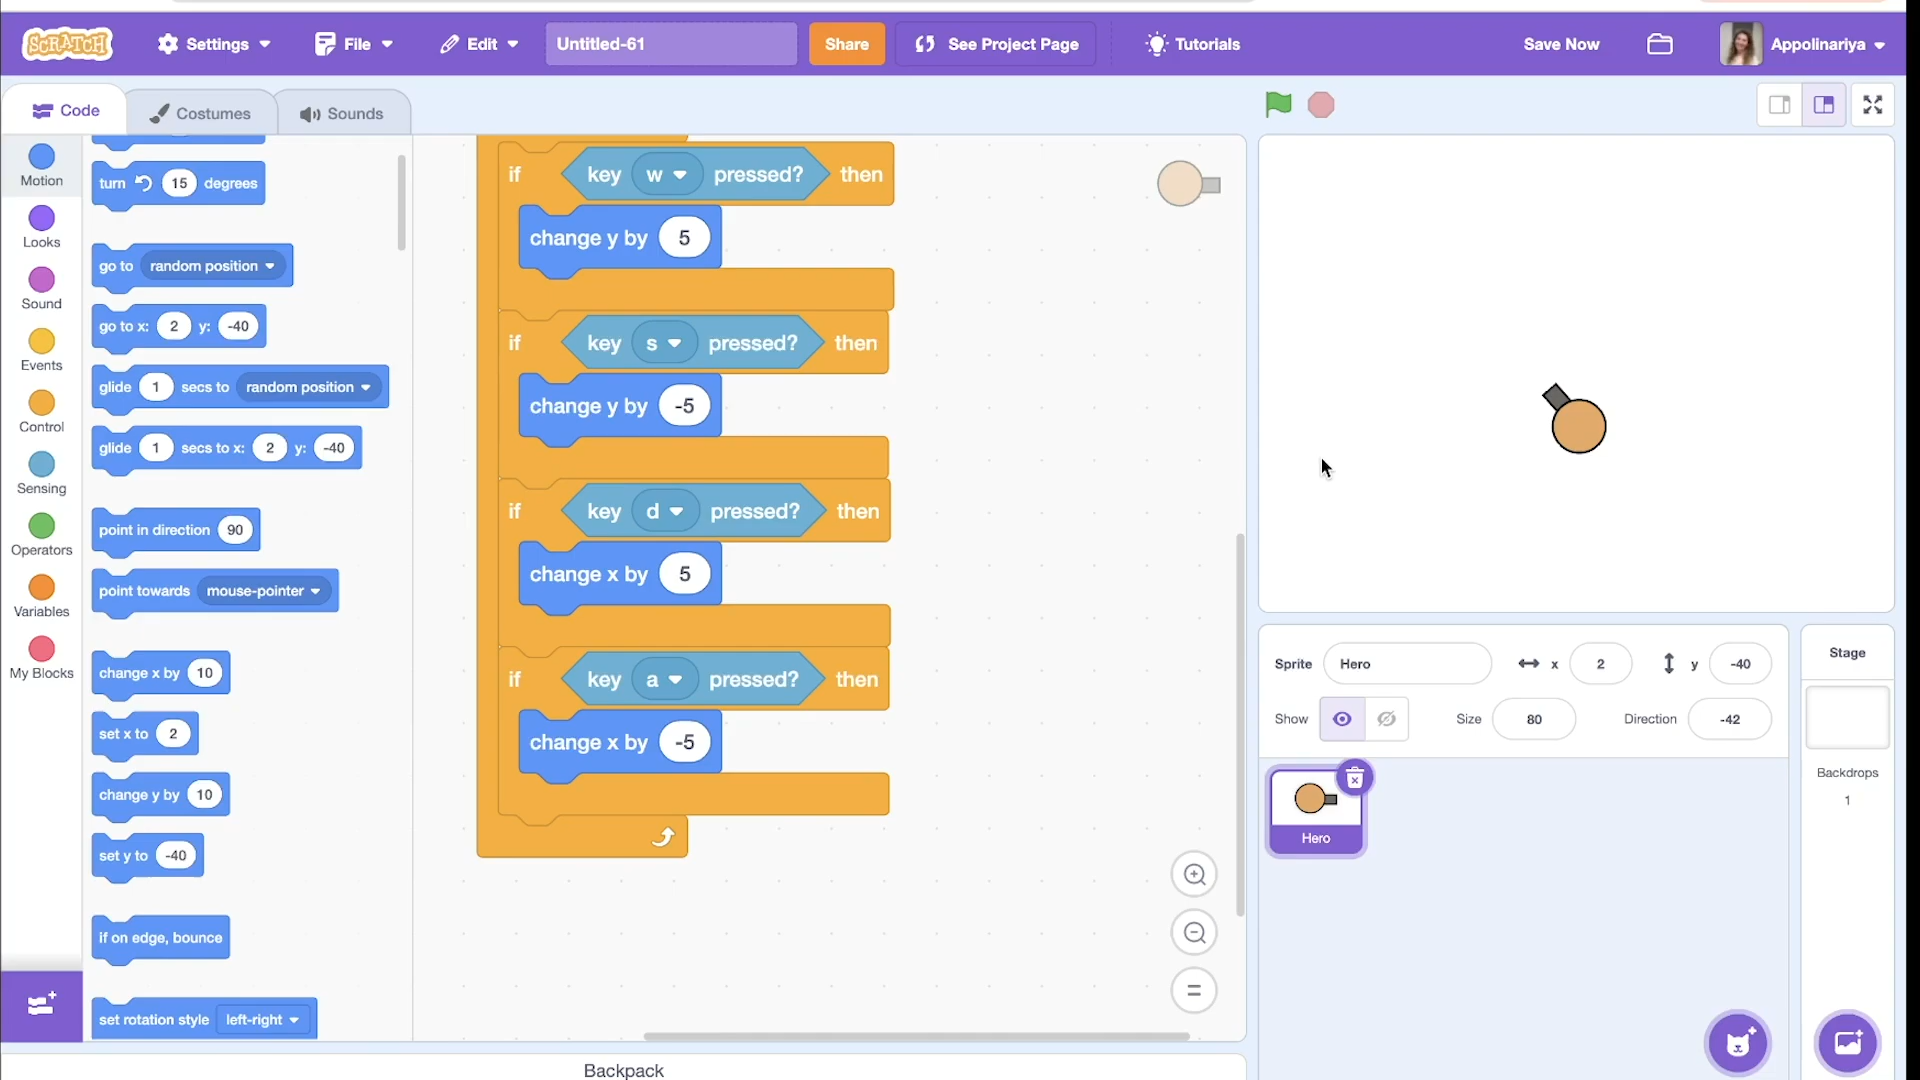 SCRATCH Settings File Edit Untitled-61 Share See Project Page Tutorials Save Now Appolinariya
Code Costumes Sounds
Motion
Looks
Sound
Events
Control
Sensing
Operators
Variables
My Blocks
turn 15 degrees
go to random position
go to x: 2 y: -40
glide 1 secs to random position
glide 1 secs to x: 2 y: -40
point in direction 90
point towards mouse-pointer
change x by 10
set x to 2
change y by 10
set y to -40
if on edge, bounce
set rotation style left-right
if key w pressed? then
change y by 5
if key s pressed? then
change y by -5
if key d pressed? then
change x by 5
if key a pressed? then
change x by -5
Sprite Hero x 2 y -40
Show Size 80 Direction -42
Hero
Stage
Backdrops
1
Backpack